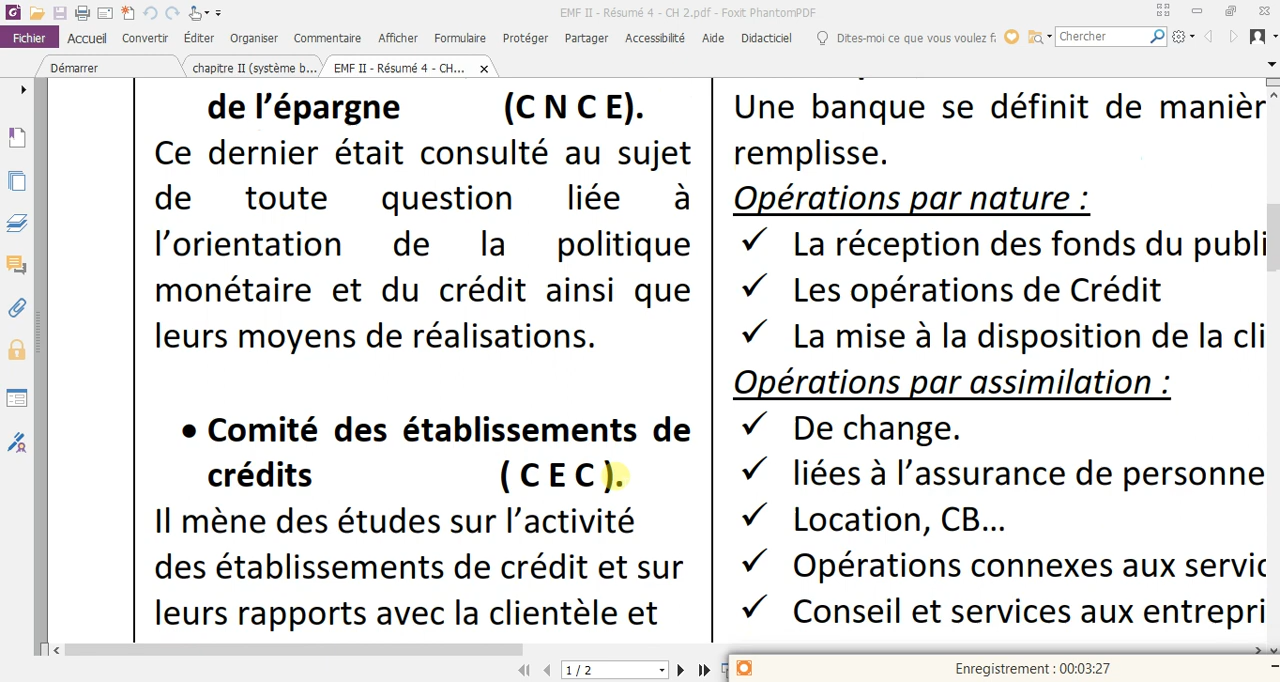 EMF II - Résumé 4 - CH 2.pdf - Foxit PhantomPDF
Fichier Accueil Convertir Éditer Organiser Commentaire Afficher Formulaire Protéger Partager Accessibilité Aide Didacticiel Dites-moi ce que vous voulez f Chercher
Démarrer chapitre II (système b... EMF II - Résumé 4 - CH...
de l'épargne (C N C E).
Ce dernier était consulté au sujet
de toute question liée à
l'orientation de la politique
monétaire et du crédit ainsi que
leurs moyens de réalisations.
• Comité des établissements de
crédits ( C E C ).
Il mène des études sur l'activité
des établissements de crédit et sur
leurs rapports avec la clientèle et
Une banque se définit de manièr
remplisse.
Opérations par nature :
✓ La réception des fonds du publi
✓ Les opérations de Crédit
✓ La mise à la disposition de la cli
Opérations par assimilation :
✓ De change.
✓ liées à l'assurance de personne
✓ Location, CB...
✓ Opérations connexes aux servic
✓ Conseil et services aux entrepri
1 / 2
Enregistrement : 00:03:27